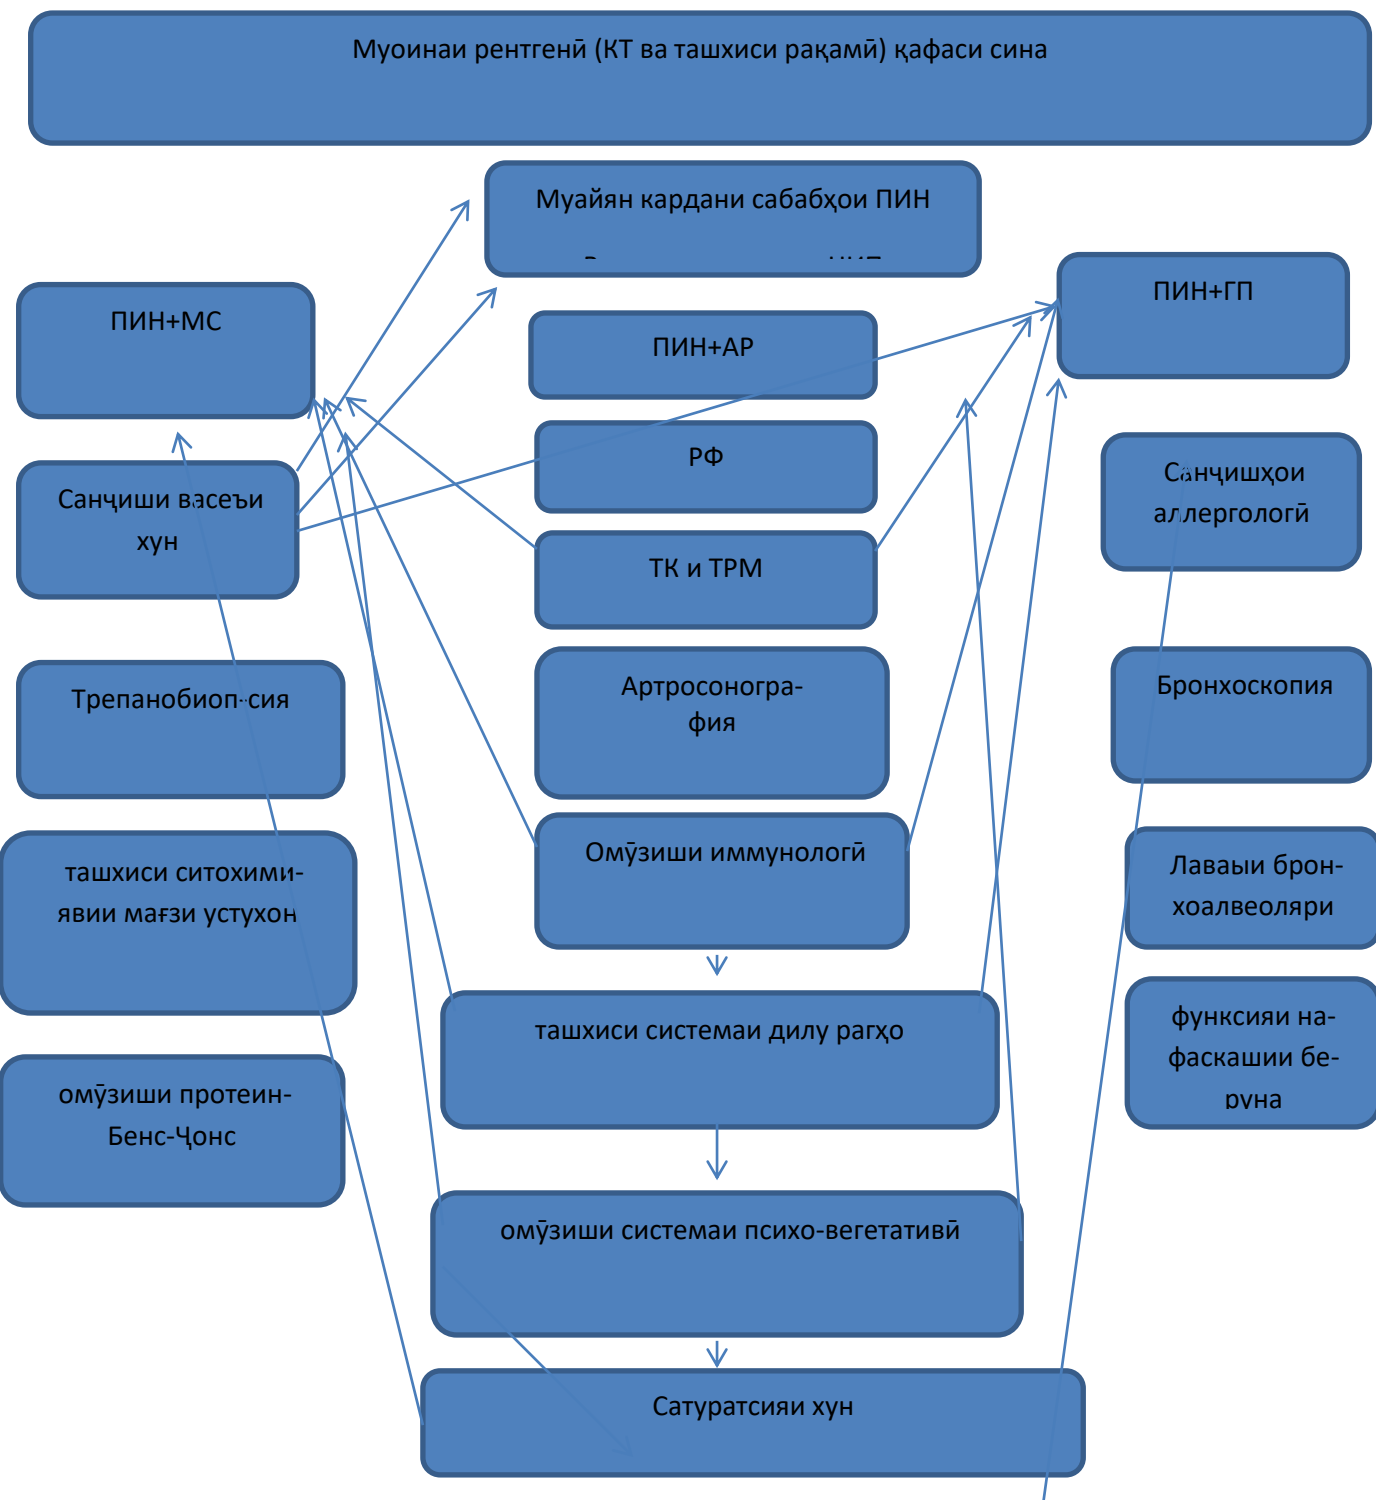 Муоинаи рентгенӣ (КТ ва ташхиси рақамӣ) қафаси сина
Муайян кардани сабабҳои ПИН
ПИН+МС
ПИН+АР
ПИН+ГП
Санҷиши васеъи
хун
РФ
ТК и ТРМ
Санҷишҳои
аллергологӣ
Трепанобиоп-сия
Артросоногра-
фия
Бронхоскопия
ташхиси ситохими-
явии мағзи устухон
Омӯзиши иммунологӣ
Лаваыи брон-
хоалвеоляри
омӯзиши протеин-
Бенс-Ҷонс
ташхиси системаи дилу рагҳо
функсияи на-
фаскашии бе-
руна
омӯзиши системаи психо-вегетативӣ
Сатуратсияи хун